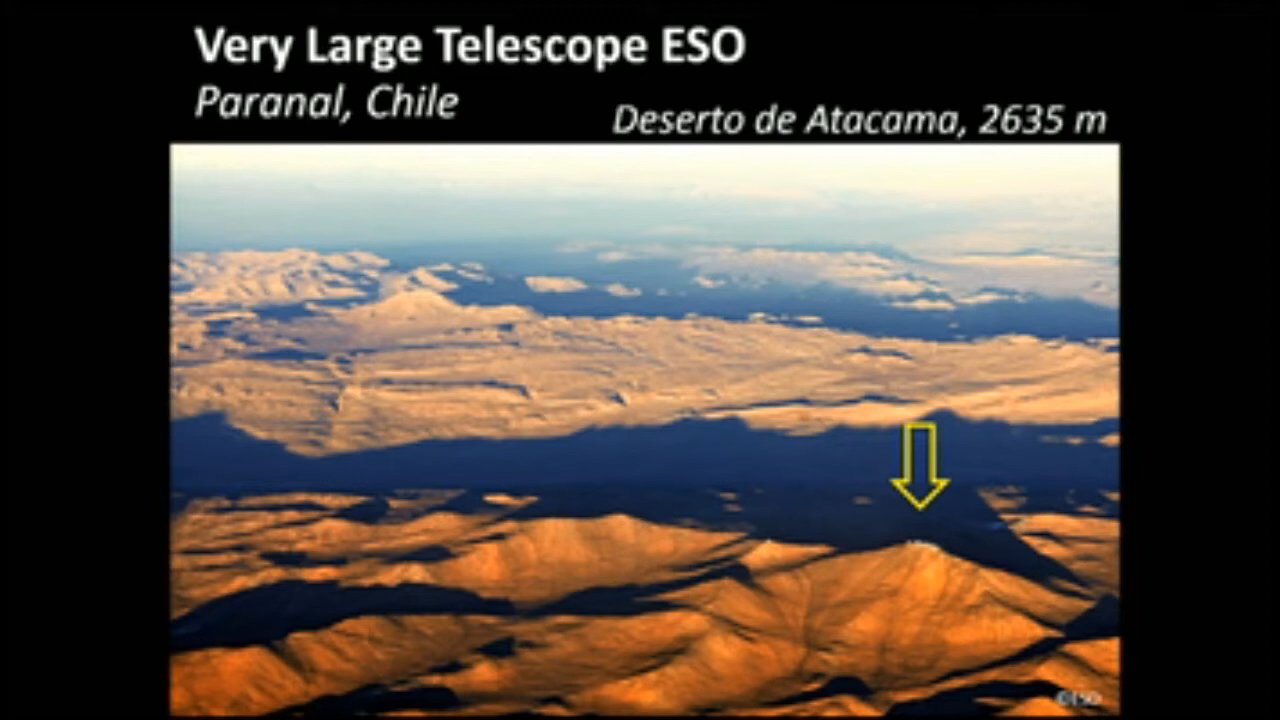 Very Large Telescope ESO
Paranal, Chile
Deserto de Atacama, 2635 m
©ESO